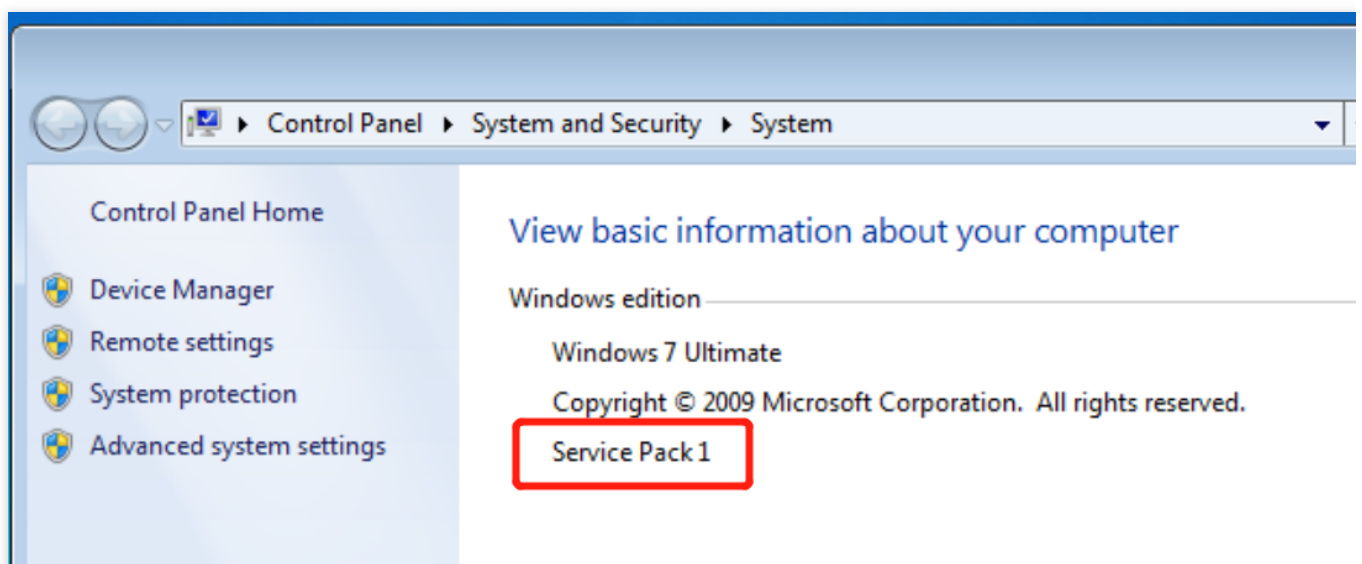 Control Panel ▸ System and Security ▸ System
Control Panel Home
Device Manager
Remote settings
System protection
Advanced system settings
View basic information about your computer
Windows edition
Windows 7 Ultimate
Copyright © 2009 Microsoft Corporation.  All rights reserved.
Service Pack 1